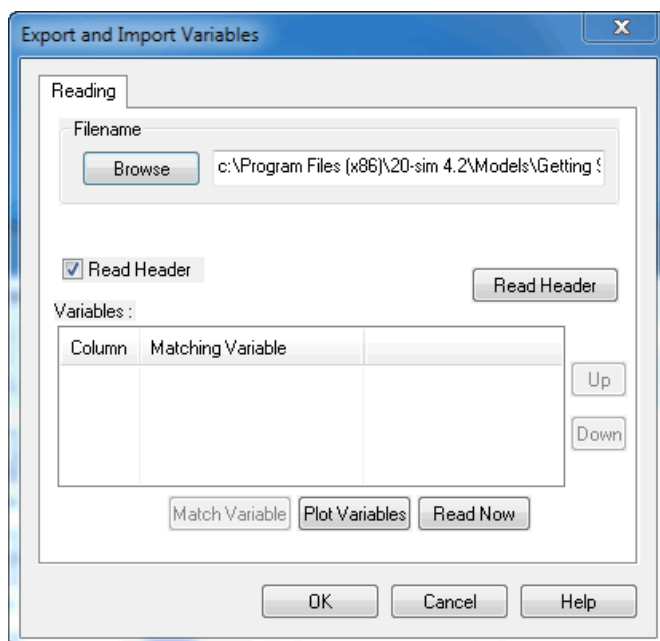 Export and Import Variables
X
Reading
Filename
Browse c:\Program Files (x86)\20-sim 4.2\Models\Getting
Read Header
Read Header
Variables :
Column Matching Variable
Up
Down
Match Variable Plot Variables Read Now
OK Cancel Help